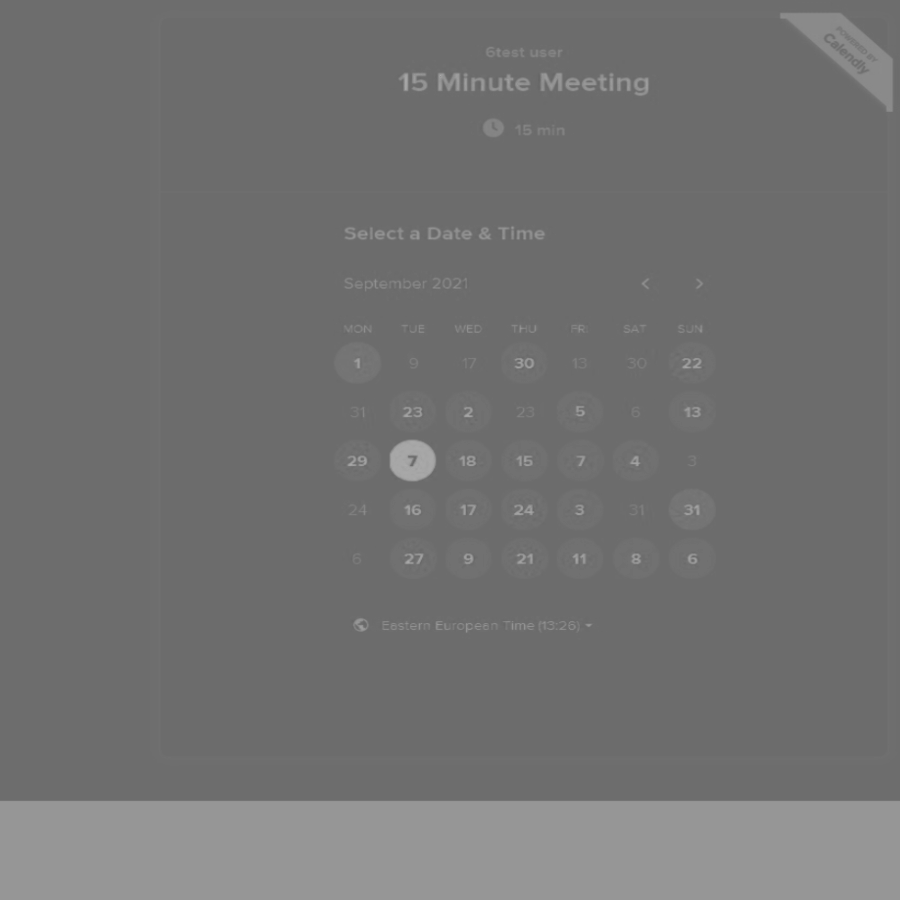 POWERED BY
Calendly
6test user
15 Minute Meeting
15 min
Select a Date & Time
September 2021
MON TUE WED THU FRI SAT SUN
1 9 17 30 13 30 22
31 23 2 23 5 6 13
29 7 18 15 7 4 3
24 16 17 24 3 31 31
6 27 9 21 11 8 6
Eastern European Time (13:26)